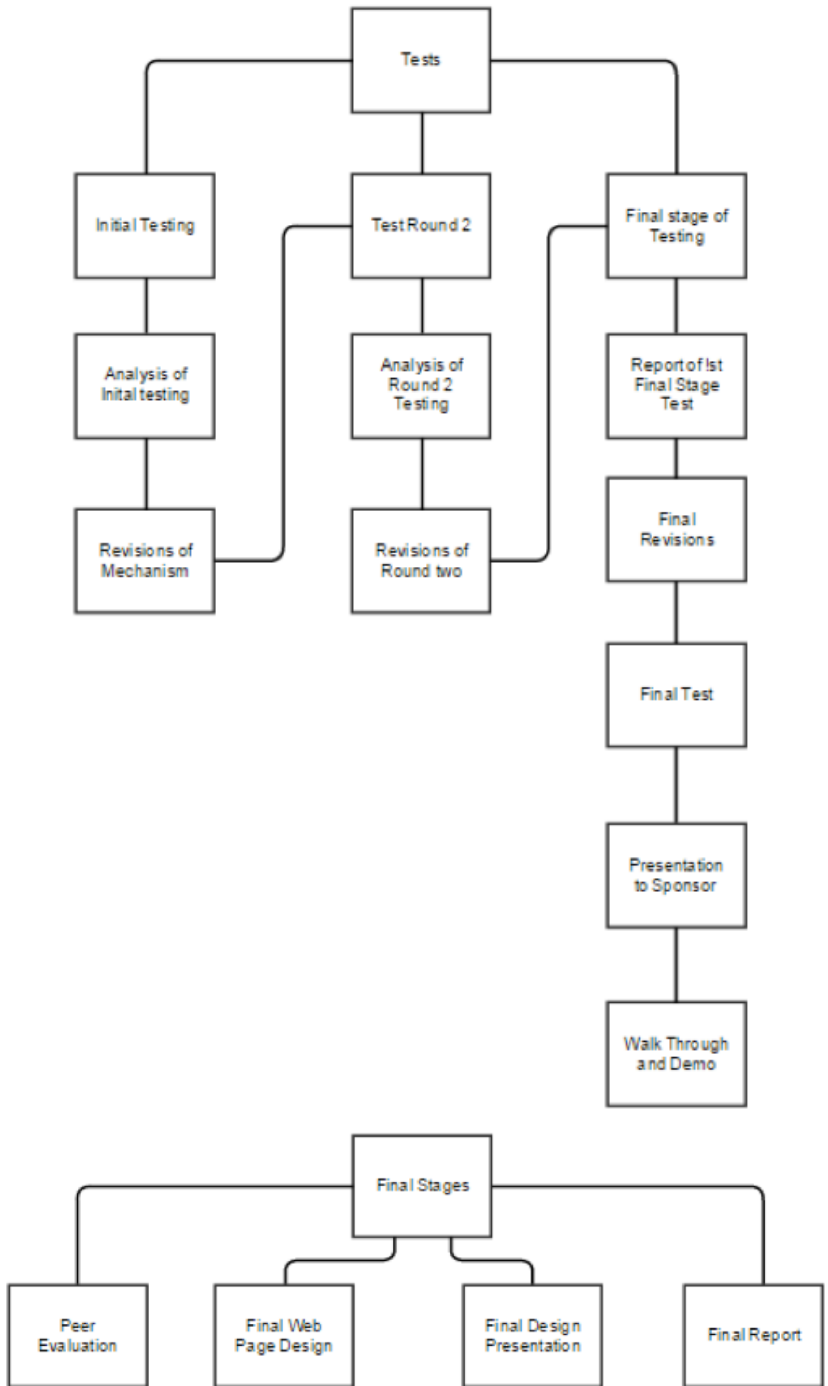 Tests
Initial Testing
Test Round 2
Final stage of
Testing
Analysis of
Inital testing
Analysis of
Round 2
Testing
Report of !st
Final Stage
Test
Revisions of
Mechanism
Revisions of
Round two
Final
Revisions
Final Test
Presentation
to Sponsor
Walk Through
and Demo
Final Stages
Peer
Evaluation
Final Web
Page Design
Final Design
Presentation
Final Report